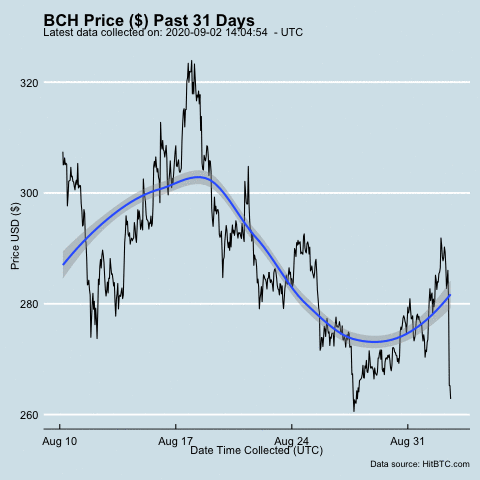 BCH Price ($) Past 31 Days
Latest data collected on: 2020-09-02 14:04:54 - UTC
320
300
280
260
Price USD ($)
Aug 10 Aug 17 Aug 24 Aug 31
Date Time Collected (UTC)
Data source: HitBTC.com